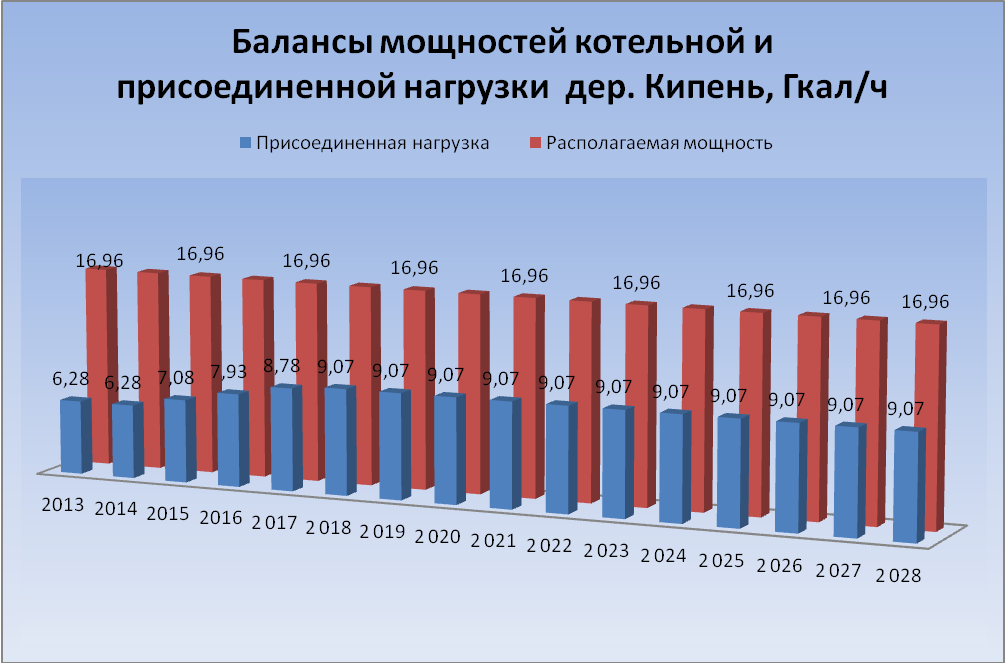 Балансы мощностей котельной и
присоединенной нагрузки дер. Кипень, Гкал/ч
Присоединенная нагрузка Располагаемая мощность
16,96 16,96 16,96 16,96 16,96 16,96 16,96 16,96 16,96
6,28 6,28 7,08 7,93 8,78 9,07 9,07 9,07 9,07 9,07 9,07 9,07 9,07 9,07 9,07 9,07
2013 2014 2015 2016 2017 2018 2019 2020 2021 2022 2023 2024 2025 2026 2027 2028